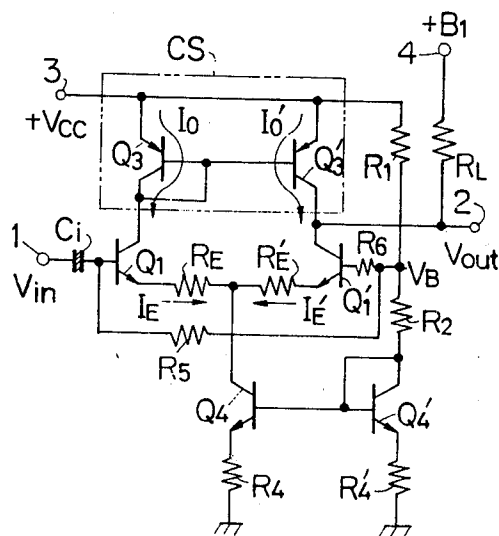 CS
+B1
4
3
+Vcc
I0
I0'
Q3
Q3'
R1
RL
2
Vout
1
Ci
Vin
Q1
RE
RE'
R6
VB
Q1'
IE
IE'
R5
R2
Q4
Q4'
R4
R4'